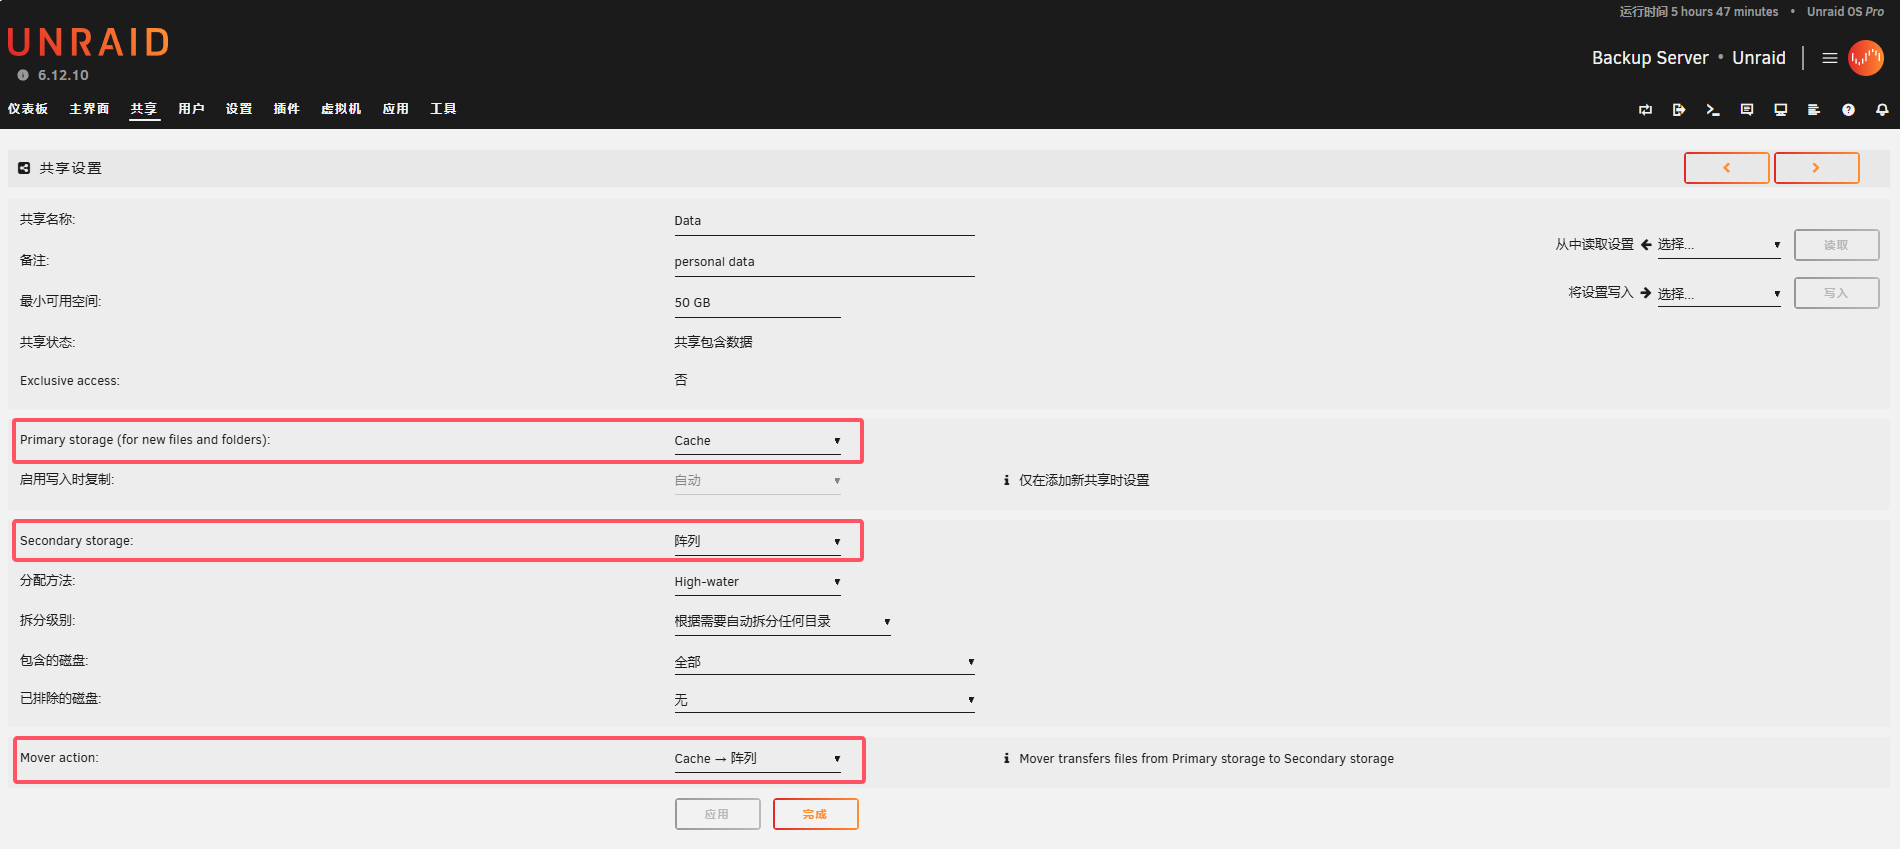 运行时间 5 hours 47 minutes • Unraid OS Pro
UNRAID
6.12.10
Backup Server • Unraid
仪表板 主界面 共享 用户 设置 插件 虚拟机 应用 工具
共享设置
共享名称: Data
从中读取设置 选择... 读取
备注: personal data
将设置写入 选择... 写入
最小可用空间: 50 GB
共享状态: 共享包含数据
Exclusive access: 否
Primary storage (for new files and folders): Cache
启用写入时复制: 自动 仅在添加新共享时设置
Secondary storage: 阵列
分配方法: High-water
拆分级别: 根据需要自动拆分任何目录
包含的磁盘: 全部
已排除的磁盘: 无
Mover action: Cache → 阵列 Mover transfers files from Primary storage to Secondary storage
应用 完成